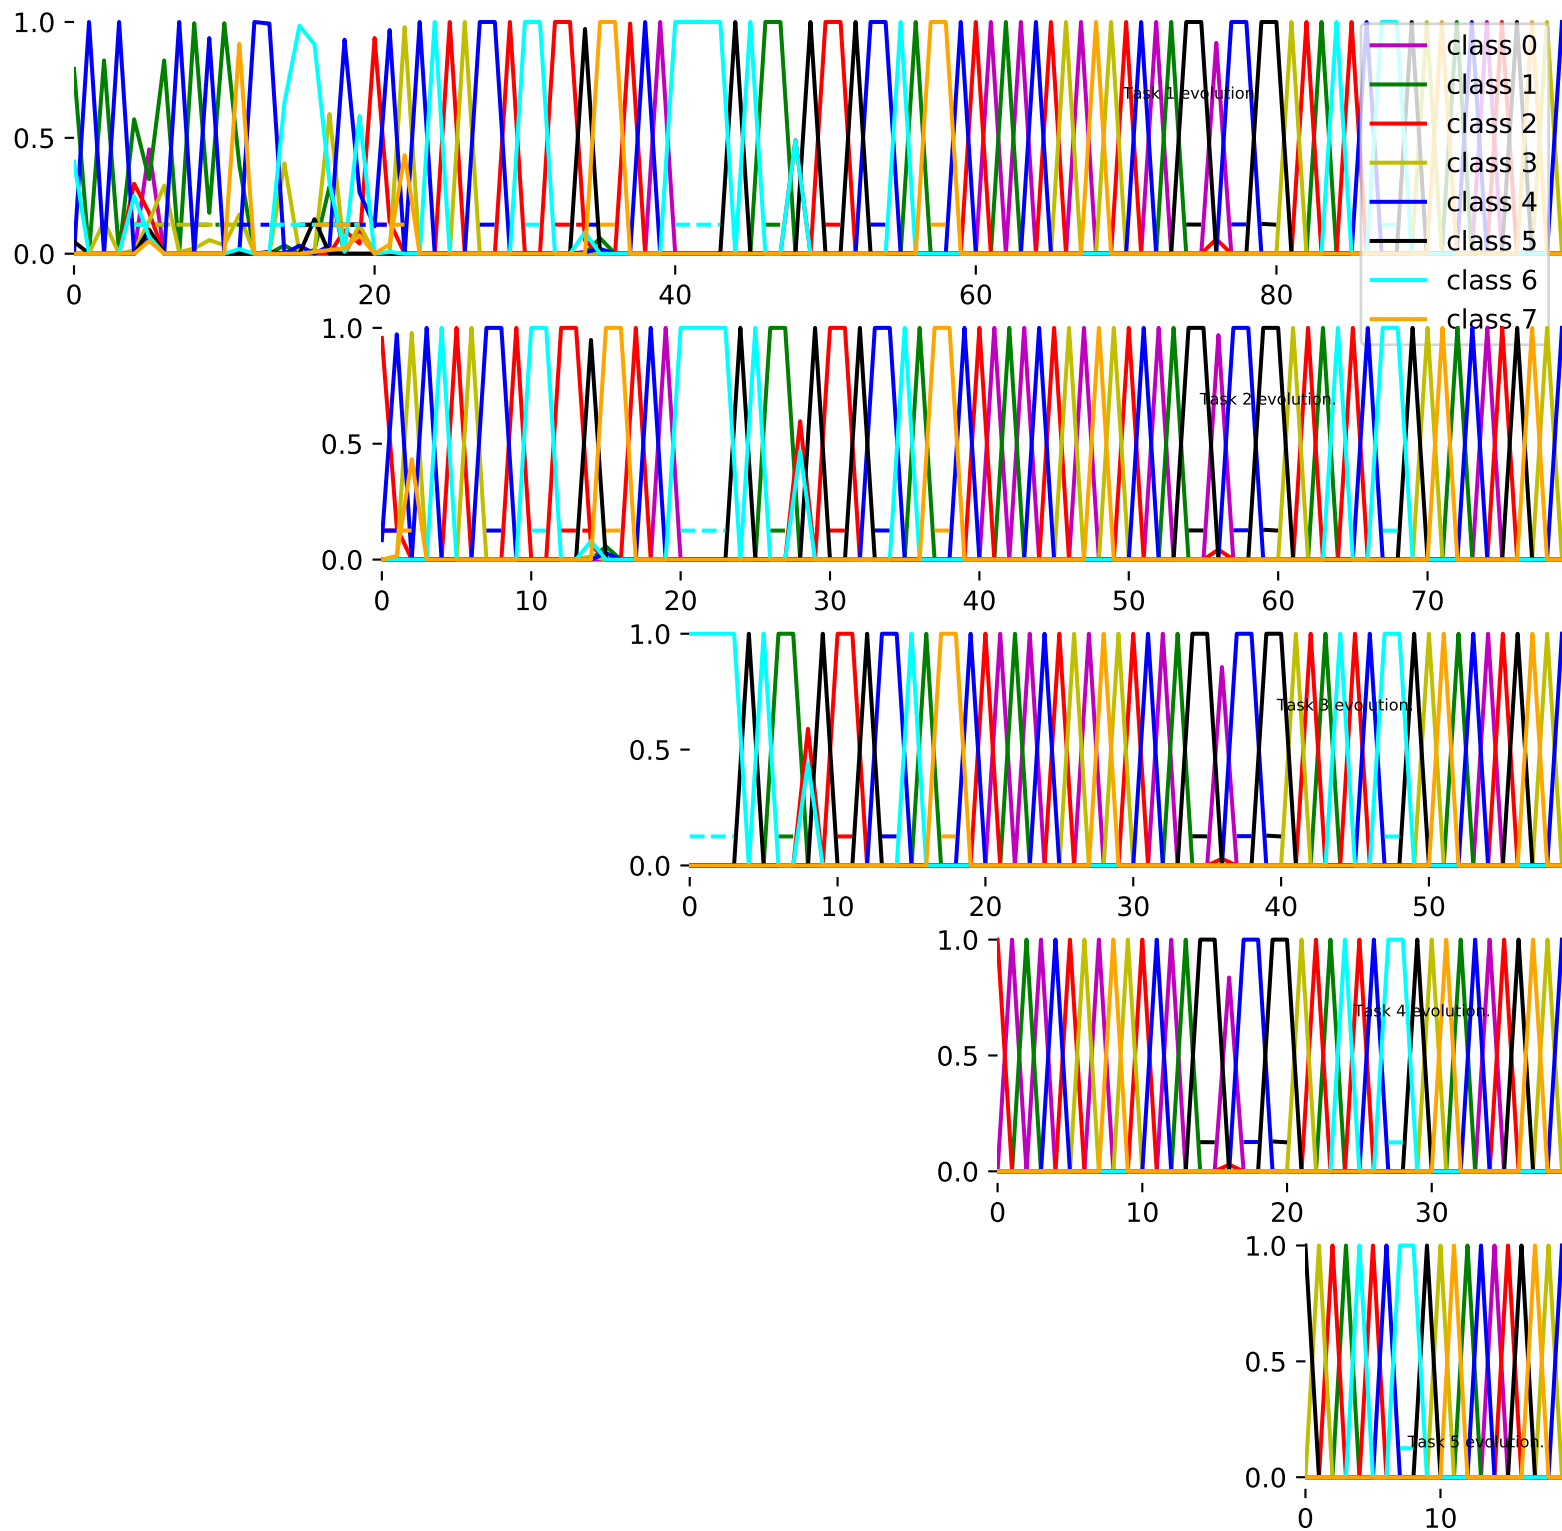 1.0
0.5
0.0
0 20 40 60 80
Task 1 evolution.
class 0
class 1
class 2
class 3
class 4
class 5
class 6
class 7
1.0
0.5
0.0
0 10 20 30 40 50 60 70
Task 2 evolution.
1.0
0.5
0.0
0 10 20 30 40 50
Task 3 evolution.
1.0
0.5
0.0
0 10 20 30
Task 4 evolution.
1.0
0.5
0.0
0 10
Task 5 evolution.